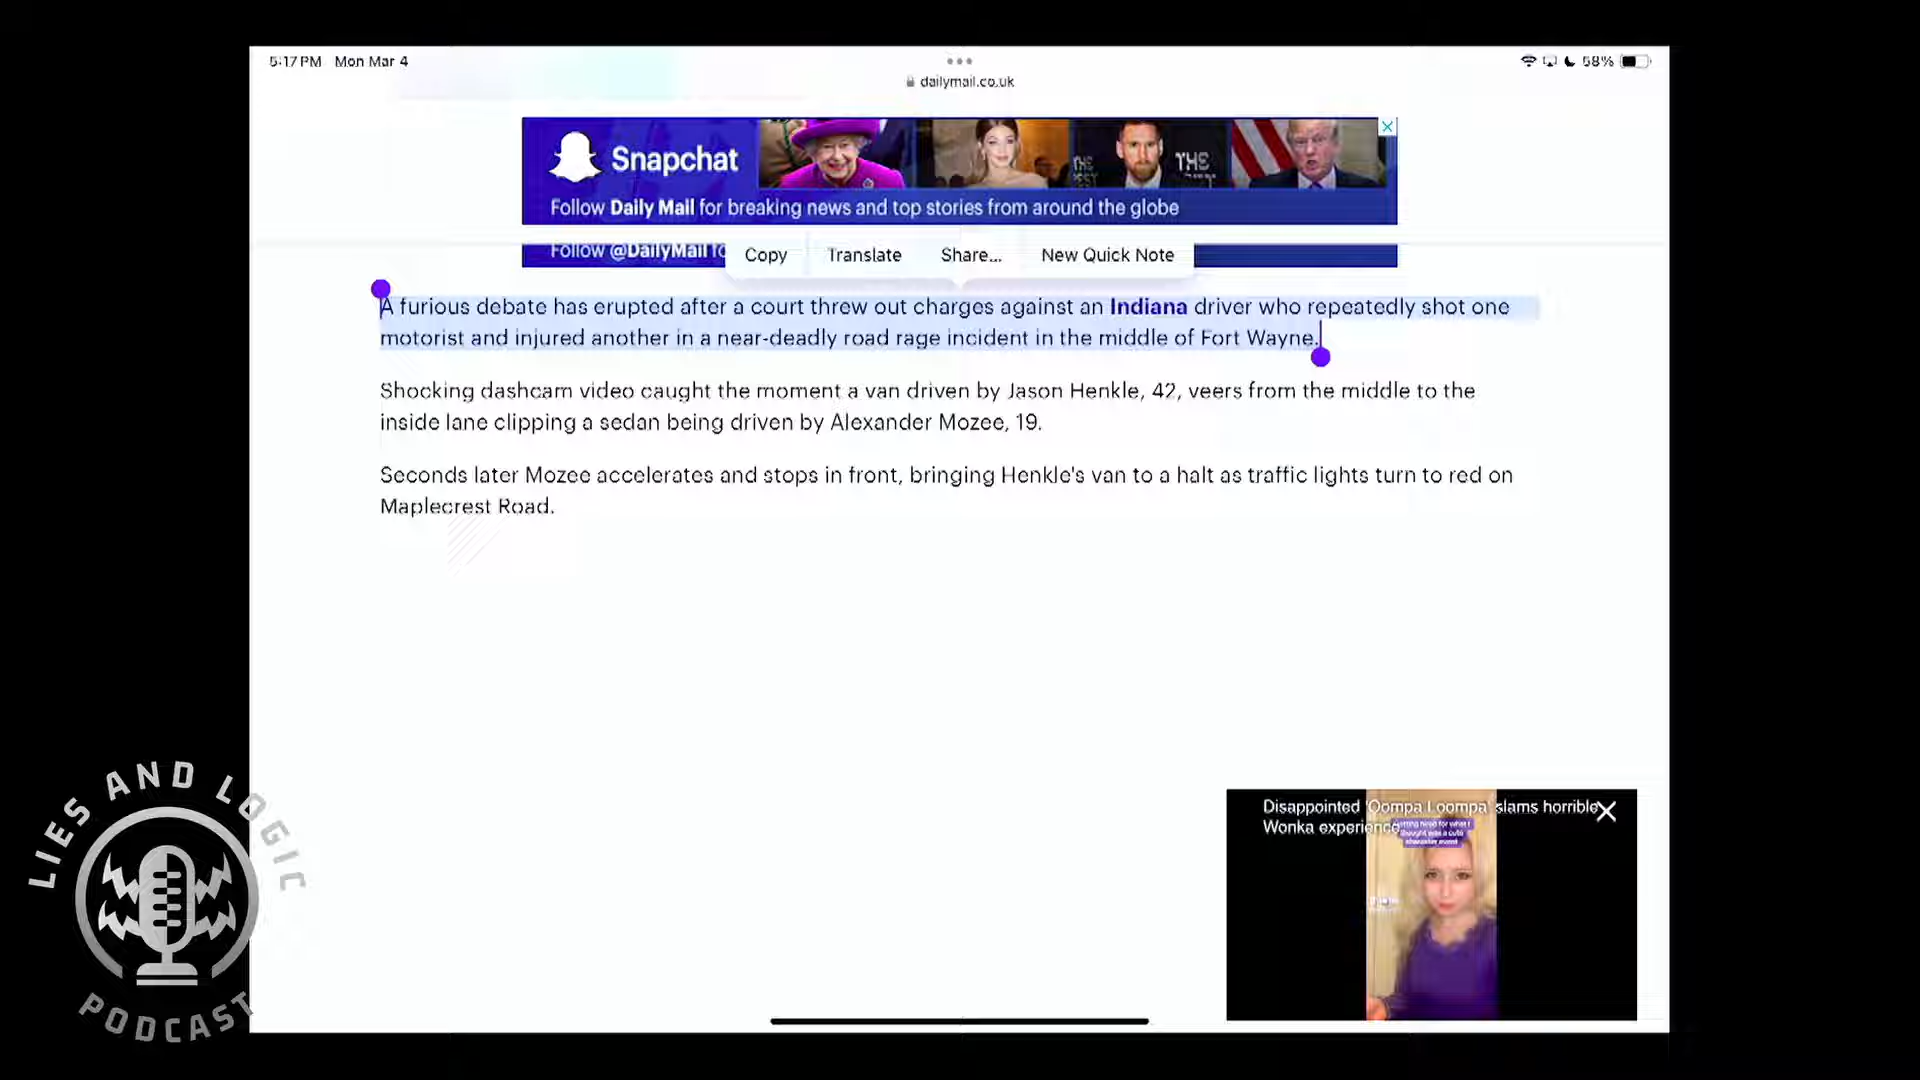 5:17 PM Mon Mar 4
58%
dailymail.co.uk
Snapchat
Follow Daily Mail for breaking news and top stories from around the globe
Follow @DailyMail fo
Copy Translate Share... New Quick Note
A furious debate has erupted after a court threw out charges against an Indiana driver who repeatedly shot one
motorist and injured another in a near-deadly road rage incident in the middle of Fort Wayne.
Shocking dashcam video caught the moment a van driven by Jason Henkle, 42, veers from the middle to the
inside lane clipping a sedan being driven by Alexander Mozee, 19.
Seconds later Mozee accelerates and stops in front, bringing Henkle's van to a halt as traffic lights turn to red on
Maplecrest Road.
Disappointed 'Oompa Loompa' slams horrible
Wonka experience
LIES AND LOGIC
PODCAST